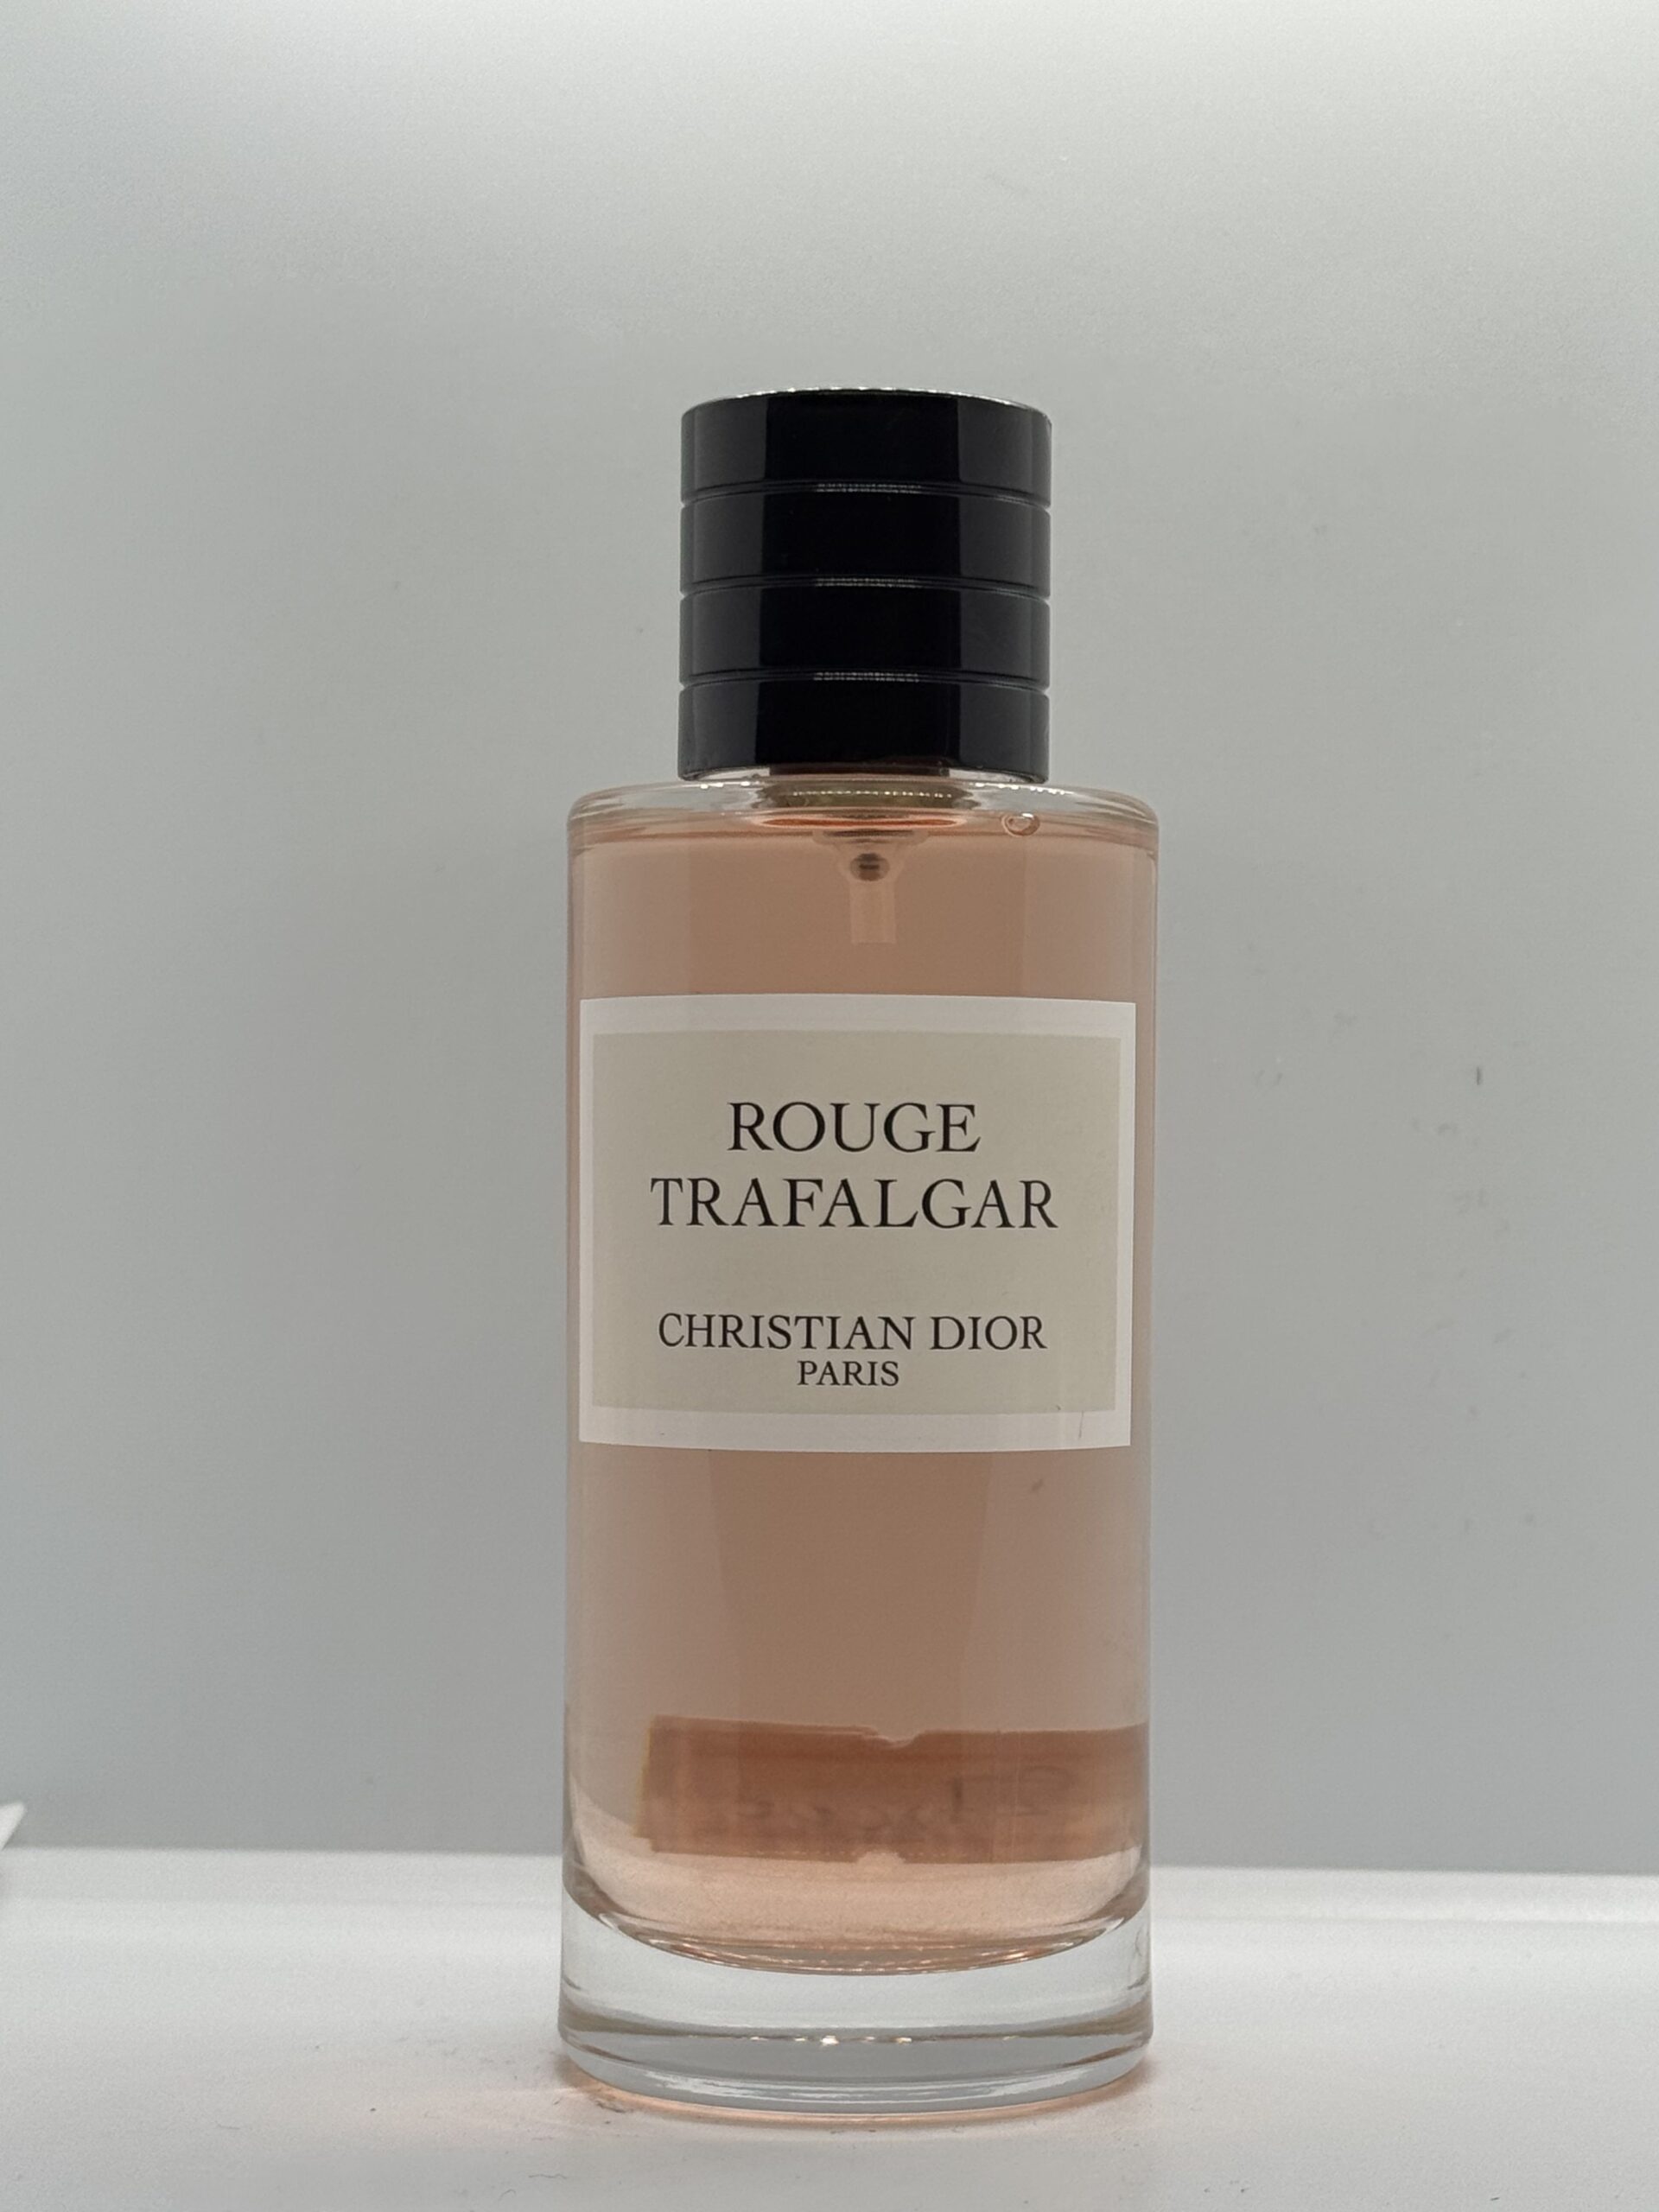 ROUGE
TRAFALGAR
CHRISTIAN DIOR
PARIS